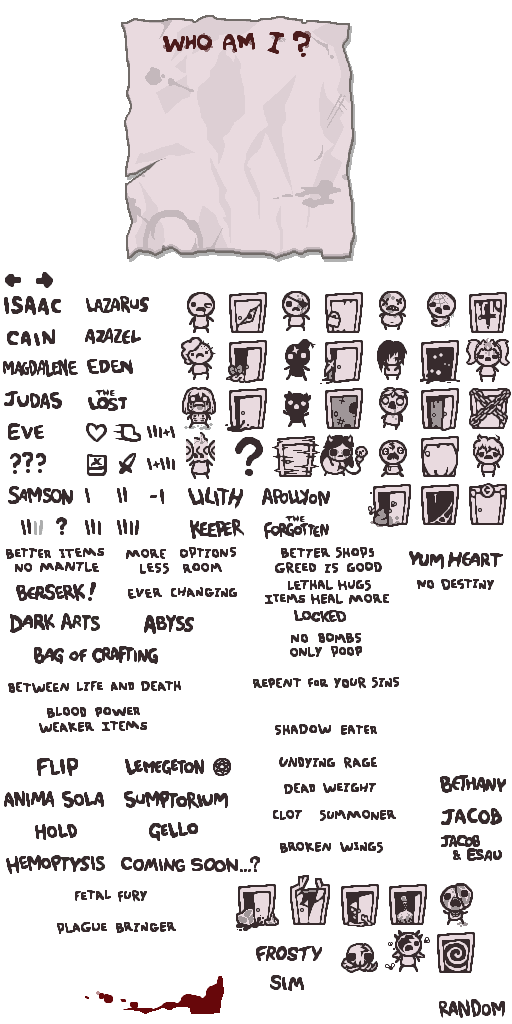 WHO AM I ?
ISAAC
LAZARUS
CAIN
AZAZEL
MAGDALENE
EDEN
JUDAS
THE
LOST
EVE
III+I
???
I+III
?
SAMSON
I
II
-I
LILITH
APOLLYON
IIII
?
III
IIII
KEEPER
THE
FORGOTTEN
BETTER ITEMS
NO MANTLE
MORE OPTIONS
LESS ROOM
BETTER SHOPS
GREED IS GOOD
YUM HEART
LETHAL HUGS
ITEMS HEAL MORE
NO DESTINY
BERSERK!
EVER CHANGING
LOCKED
DARK ARTS
ABYSS
NO BOMBS
ONLY POOP
BAG OF CRAFTING
BETWEEN LIFE AND DEATH
REPENT FOR YOUR SINS
BLOOD POWER
WEAKER ITEMS
SHADOW EATER
FLIP
LEMEGETON
UNDYING RAGE
DEAD WEIGHT
BETHANY
ANIMA SOLA
SUMPTORIUM
CLOT SUMMONER
JACOB
HOLD
GELLO
BROKEN WINGS
JACOB
& ESAU
HEMOPTYSIS
COMING SOON...?
FETAL FURY
PLAGUE BRINGER
FROSTY
SIM
RANDOM